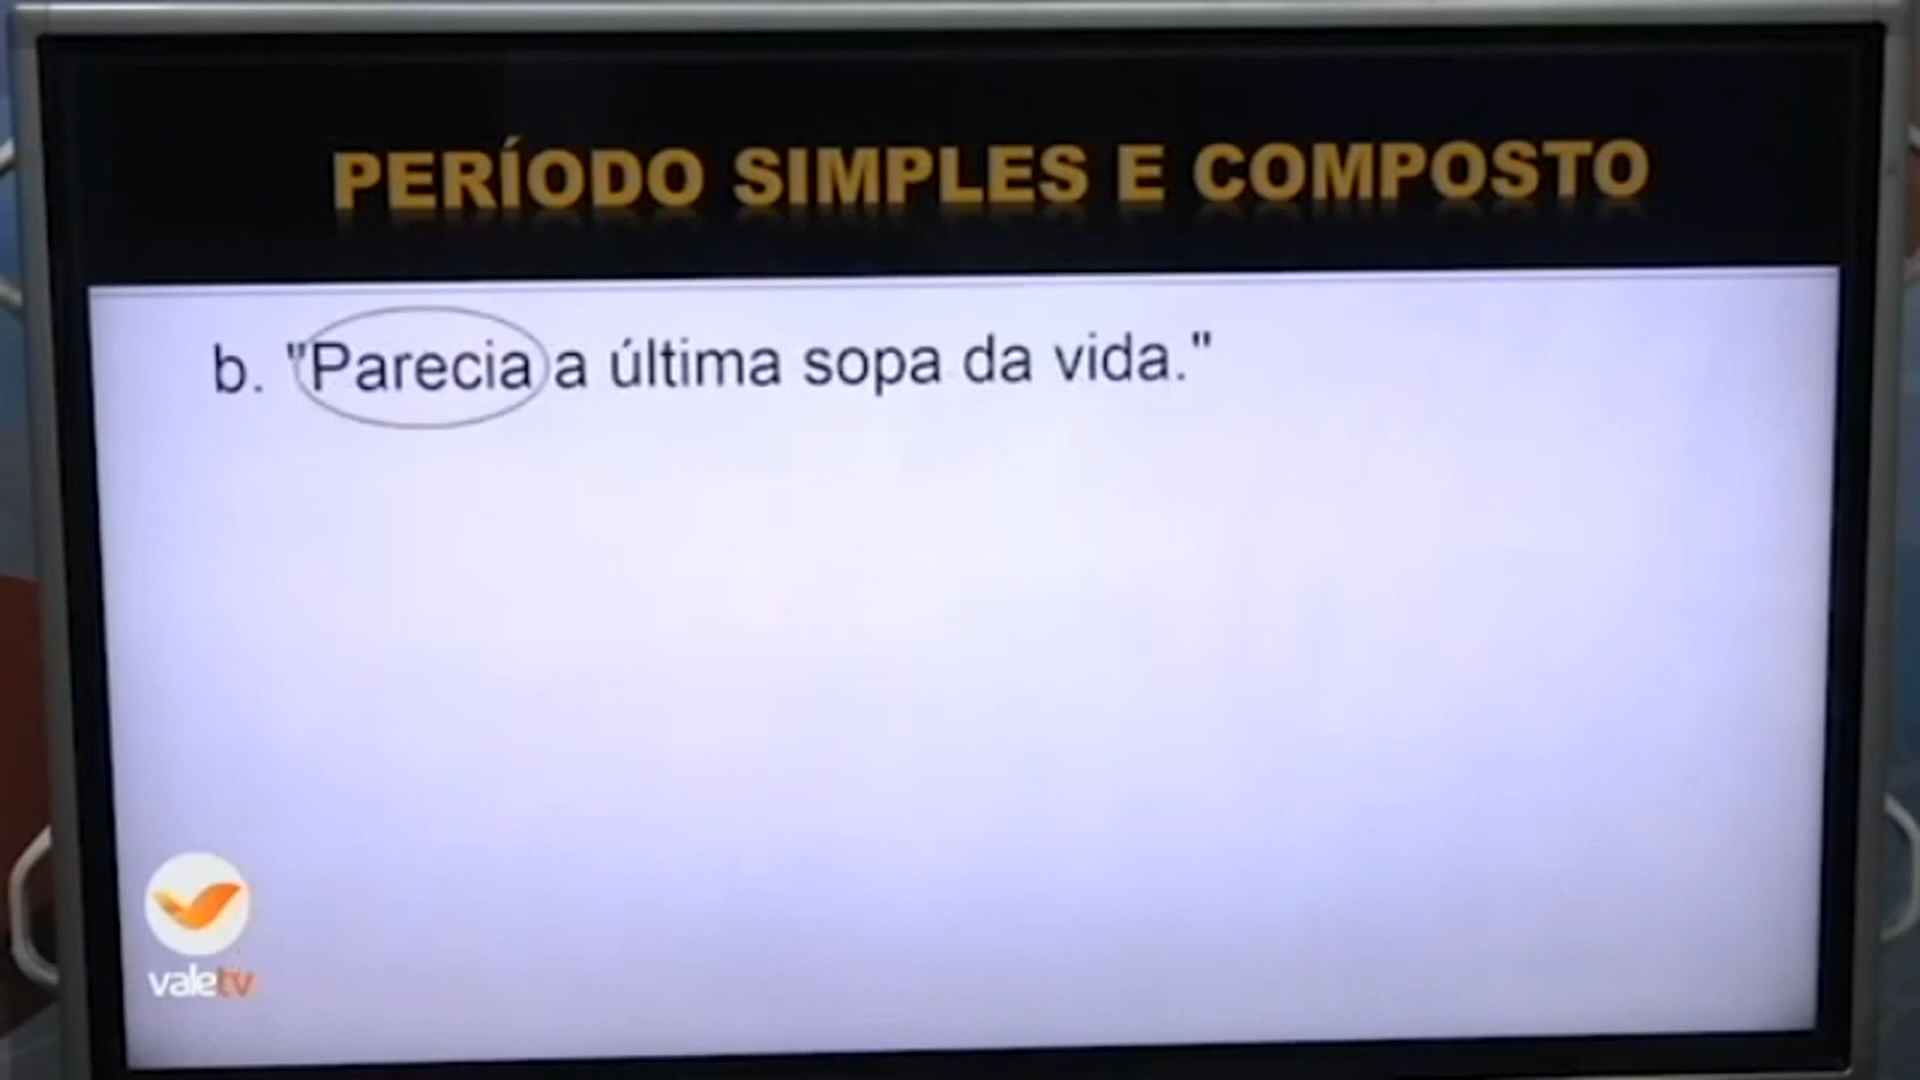 PERÍODO SIMPLES E COMPOSTO
b. "Parecia a última sopa da vida."
valetv